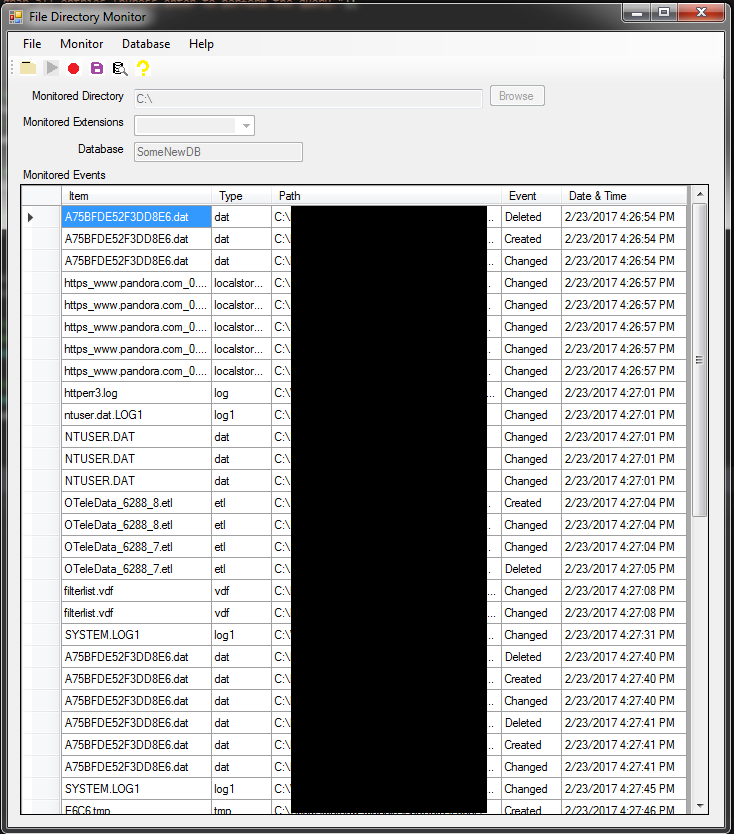 File Directory Monitor
File Monitor Database Help
Monitored Directory C:\ Browse
Monitored Extensions
Database SomeNewDB
Monitored Events
Item Type Path Event Date & Time
A75BFDE52F3DD8E6.dat dat C:\ .. Deleted 2/23/2017 4:26:54 PM
A75BFDE52F3DD8E6.dat dat C:\ .. Created 2/23/2017 4:26:54 PM
A75BFDE52F3DD8E6.dat dat C:\ .. Changed 2/23/2017 4:26:54 PM
https_www.pandora.com_0.... localstor... C:\ . Changed 2/23/2017 4:26:57 PM
https_www.pandora.com_0.... localstor... C:\ . Changed 2/23/2017 4:26:57 PM
https_www.pandora.com_0.... localstor... C:\ . Changed 2/23/2017 4:26:57 PM
https_www.pandora.com_0.... localstor... C:\ . Changed 2/23/2017 4:26:57 PM
https_www.pandora.com_0.... localstor... C:\ . Changed 2/23/2017 4:26:57 PM
httperr3.log log C:\ ... Changed 2/23/2017 4:27:01 PM
ntuser.dat.LOG1 log1 C:\ . Changed 2/23/2017 4:27:01 PM
NTUSER.DAT dat C:\ . Changed 2/23/2017 4:27:01 PM
NTUSER.DAT dat C:\ . Changed 2/23/2017 4:27:01 PM
NTUSER.DAT dat C:\ . Changed 2/23/2017 4:27:01 PM
OTeleData_6288_8.etl etl C:\ . Created 2/23/2017 4:27:04 PM
OTeleData_6288_8.etl etl C:\ . Changed 2/23/2017 4:27:04 PM
OTeleData_6288_7.etl etl C:\ . Changed 2/23/2017 4:27:04 PM
OTeleData_6288_7.etl etl C:\ . Deleted 2/23/2017 4:27:05 PM
filterlist.vdf vdf C:\ ... Changed 2/23/2017 4:27:08 PM
filterlist.vdf vdf C:\ ... Changed 2/23/2017 4:27:08 PM
SYSTEM.LOG1 log1 C:\ . Changed 2/23/2017 4:27:31 PM
A75BFDE52F3DD8E6.dat dat C:\ .. Deleted 2/23/2017 4:27:40 PM
A75BFDE52F3DD8E6.dat dat C:\ .. Created 2/23/2017 4:27:40 PM
A75BFDE52F3DD8E6.dat dat C:\ .. Changed 2/23/2017 4:27:40 PM
A75BFDE52F3DD8E6.dat dat C:\ .. Deleted 2/23/2017 4:27:41 PM
A75BFDE52F3DD8E6.dat dat C:\ .. Created 2/23/2017 4:27:41 PM
A75BFDE52F3DD8E6.dat dat C:\ .. Changed 2/23/2017 4:27:41 PM
SYSTEM.LOG1 log1 C:\ . Changed 2/23/2017 4:27:45 PM
F6C6.tmp tmp C:\ Created 2/23/2017 4:27:46 PM